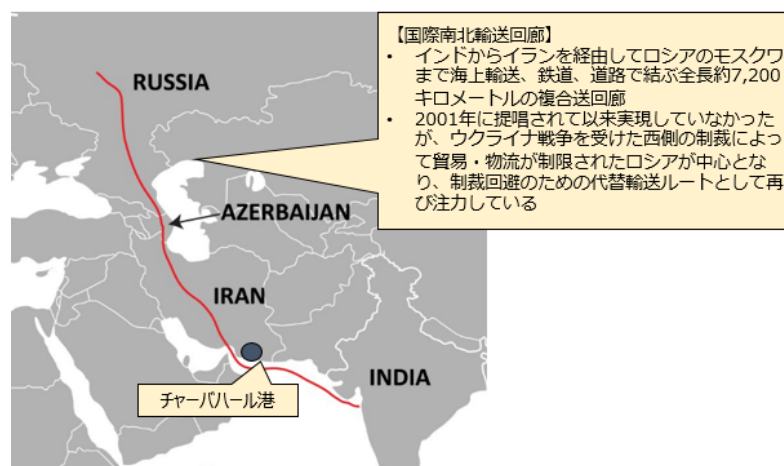 【国際南北輸送回廊】
• インドからイランを経由してロシアのモスクワ
まで海上輸送、鉄道、道路で結ぶ全長約7,200
キロメートルの複合送回廊
• 2001年に提唱されて以来実現していなかった
が、ウクライナ戦争を受けた西側の制裁によっ
て貿易・物流が制限されたロシアが中心とな
り、制裁回避のための代替輸送ルートとして再
び注力している
RUSSIA
AZERBAIJAN
IRAN
INDIA
チャーバハール港